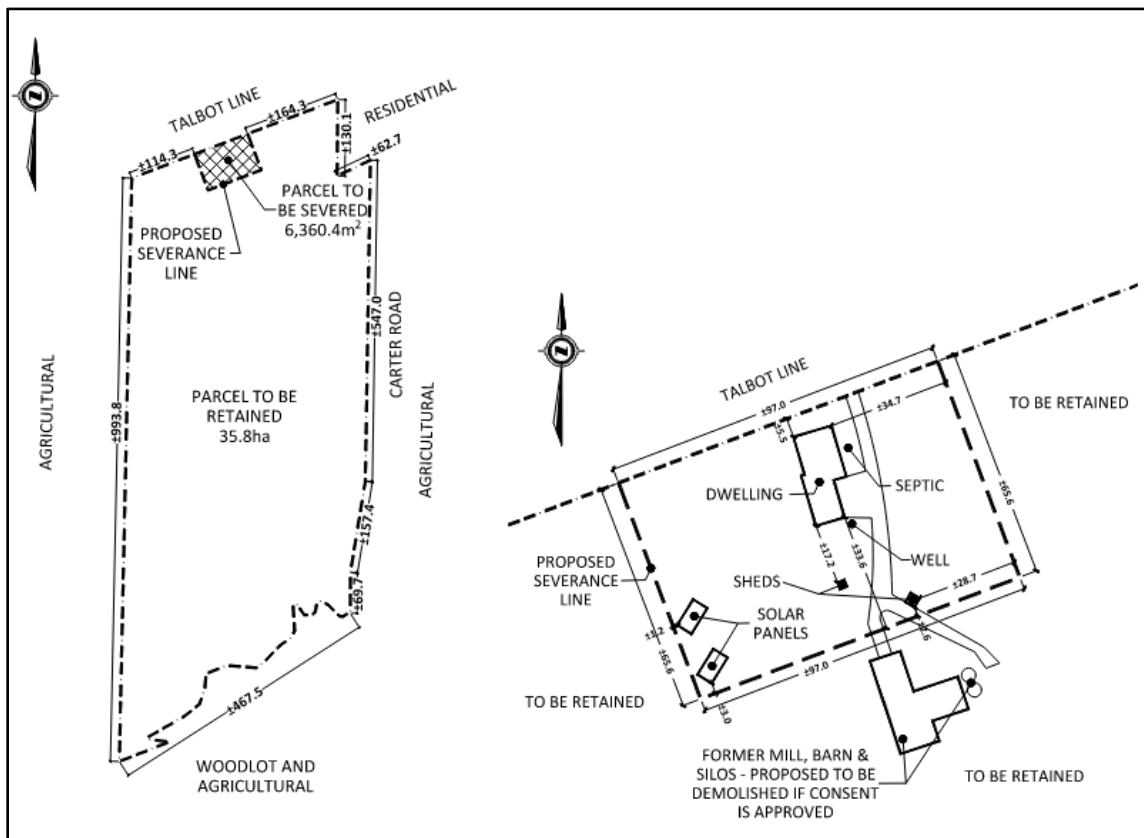 TALBOT LINE
±164.3
RESIDENTIAL
±130.1
±62.7
±114.3
PARCEL TO
BE SEVERED
6,360.4m²
PROPOSED
SEVERANCE
LINE
±547.0
CARTER ROAD
AGRICULTURAL
±993.8
PARCEL TO BE
RETAINED
35.8ha
AGRICULTURAL
±157.4
±69.7
±467.5
WOODLOT AND
AGRICULTURAL
TALBOT LINE
±97.0
±34.7
TO BE RETAINED
±5.5
DWELLING
SEPTIC
±65.6
PROPOSED
SEVERANCE
LINE
±17.2
±33.6
WELL
SHEDS
±28.7
SOLAR
PANELS
±1.2
±65.6
±2.6
±97.0
±3.0
TO BE RETAINED
FORMER MILL, BARN &
SILOS - PROPOSED TO BE
DEMOLISHED IF CONSENT
IS APPROVED
TO BE RETAINED